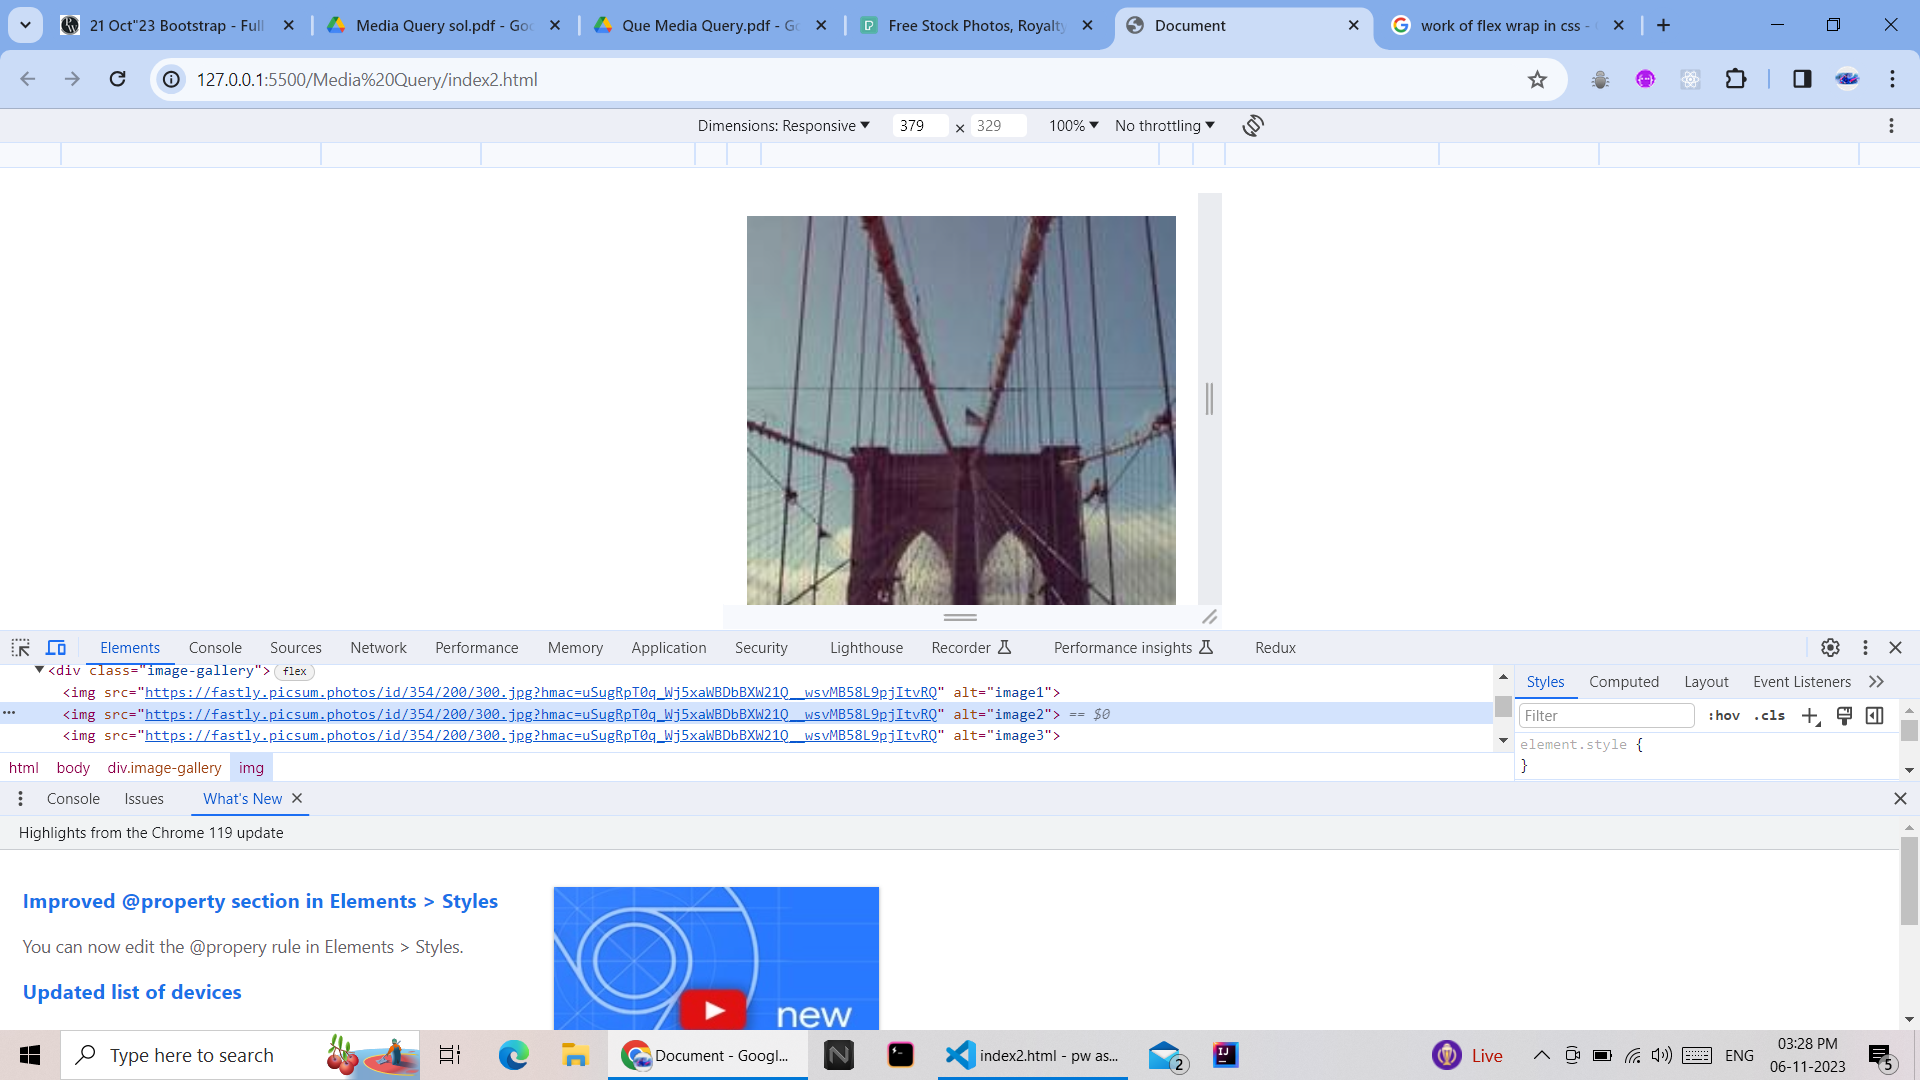 21 Oct"23 Bootstrap - Full
Media Query sol.pdf - Goo
Que Media Query.pdf - Go
Free Stock Photos, Royalty
Document
work of flex wrap in css -
127.0.0.1:5500/Media%20Query/index2.html
Dimensions: Responsive 379 × 329 100% No throttling
Elements Console Sources Network Performance Memory Application Security Lighthouse Recorder Performance insights Redux
<div class="image-gallery"> flex
<img src="https://fastly.picsum.photos/id/354/200/300.jpg?hmac=uSugRpT0q_Wj5xaWBDbBXW21Q__wsvMB58L9pjItvRQ" alt="image1">
<img src="https://fastly.picsum.photos/id/354/200/300.jpg?hmac=uSugRpT0q_Wj5xaWBDbBXW21Q__wsvMB58L9pjItvRQ" alt="image2"> == $0
<img src="https://fastly.picsum.photos/id/354/200/300.jpg?hmac=uSugRpT0q_Wj5xaWBDbBXW21Q__wsvMB58L9pjItvRQ" alt="image3">
html body div.image-gallery img
Styles Computed Layout Event Listeners
Filter :hov .cls
element.style {
}
Console Issues What's New
Highlights from the Chrome 119 update
Improved @property section in Elements > Styles
You can now edit the @propery rule in Elements > Styles.
Updated list of devices
new
Type here to search
Document - Googl...
index2.html - pw as...
2
Live
ENG
03:28 PM
06-11-2023
5